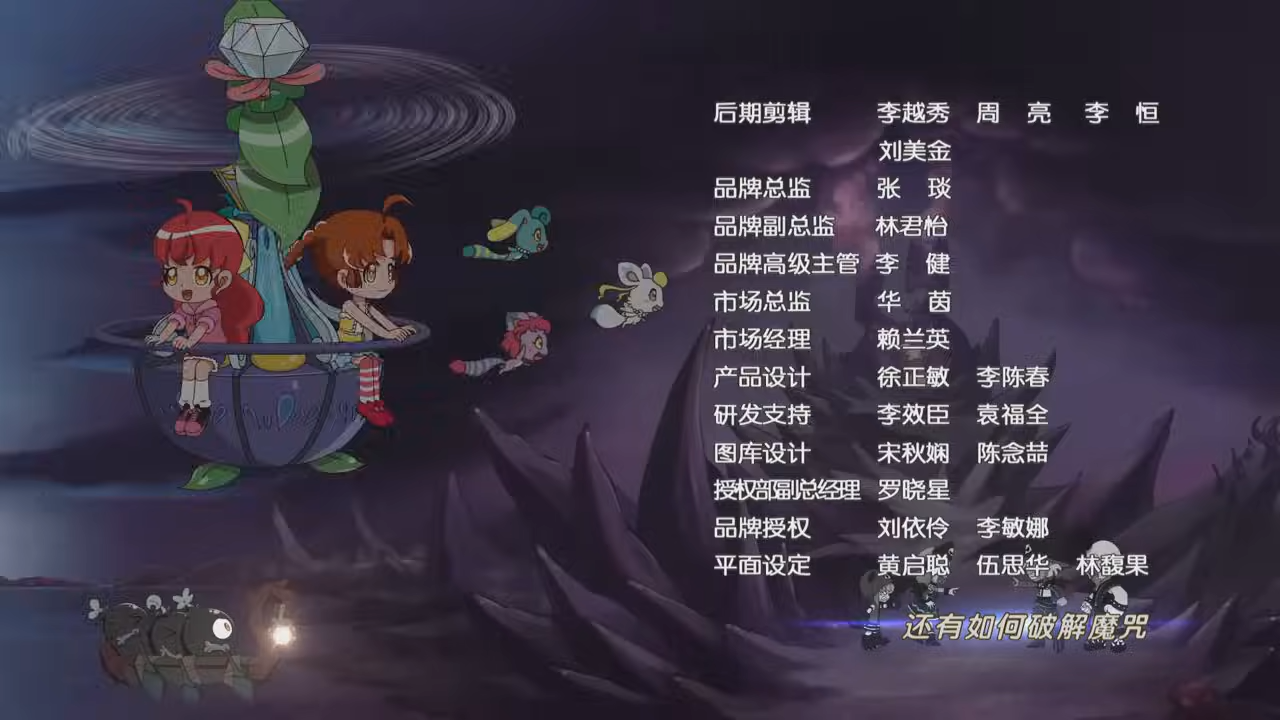 后期剪辑 李越秀 周亮 李恒
刘美金
品牌总监 张琰
品牌副总监 林君怡
品牌高级主管 李健
市场总监 华茵
市场经理 赖兰英
产品设计 徐正敏 李陈春
研发支持 李效臣 袁福全
图库设计 宋秋娴 陈念喆
授权部副总经理 罗晓星
品牌授权 刘依伶 李敏娜
平面设定 黄启聪 伍思华 林馥果
还有如何破解魔咒